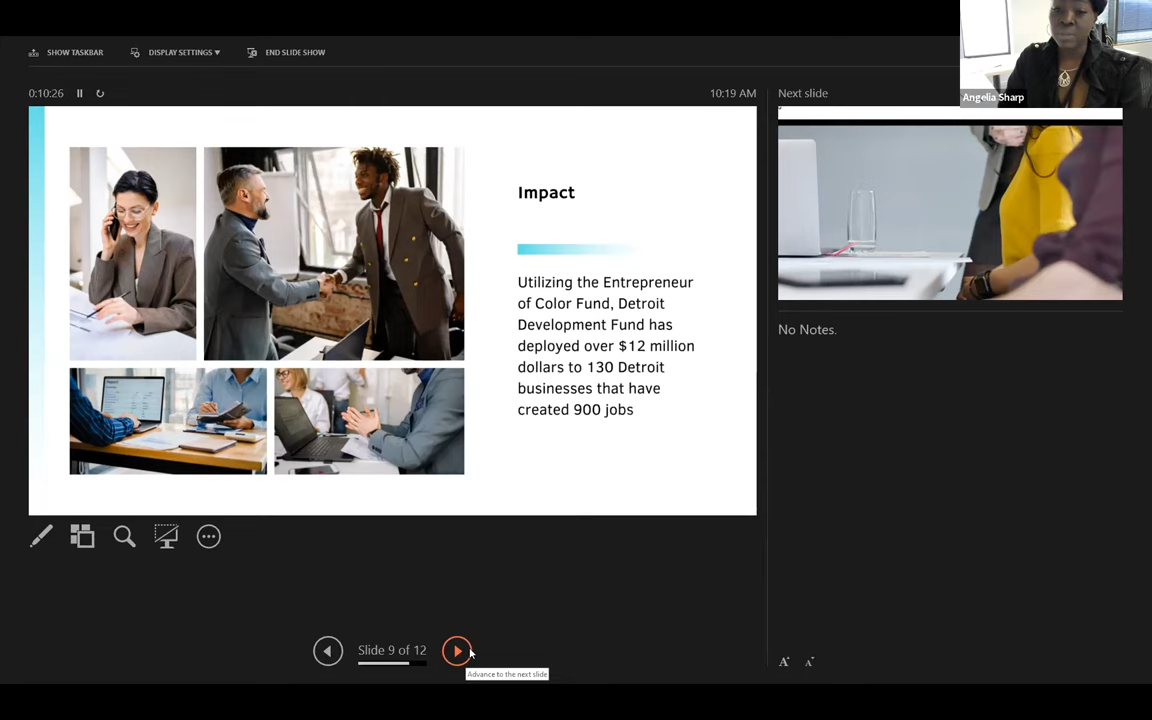 SHOW TASKBAR
DISPLAY SETTINGS ▼
END SLIDE SHOW
Angelia Sharp
0:10:26
10:19 AM
Next slide
Impact
Utilizing the Entrepreneur
of Color Fund, Detroit
Development Fund has
deployed over $12 million
dollars to 130 Detroit
businesses that have
created 900 jobs
No Notes.
Slide 9 of 12
Advance to the next slide
A
A